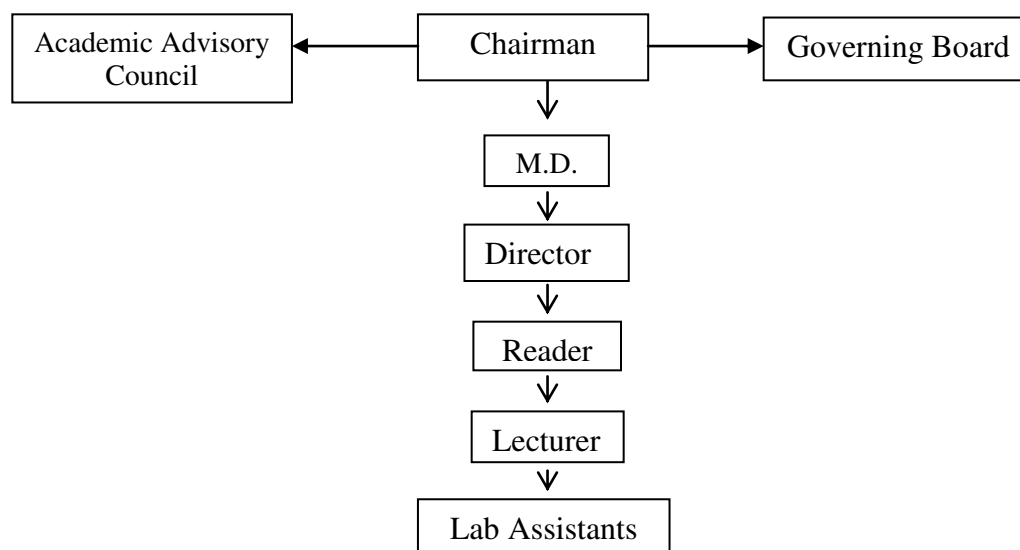 Academic Advisory
Council
Chairman
Governing Board
M.D.
Director
Reader
Lecturer
Lab Assistants